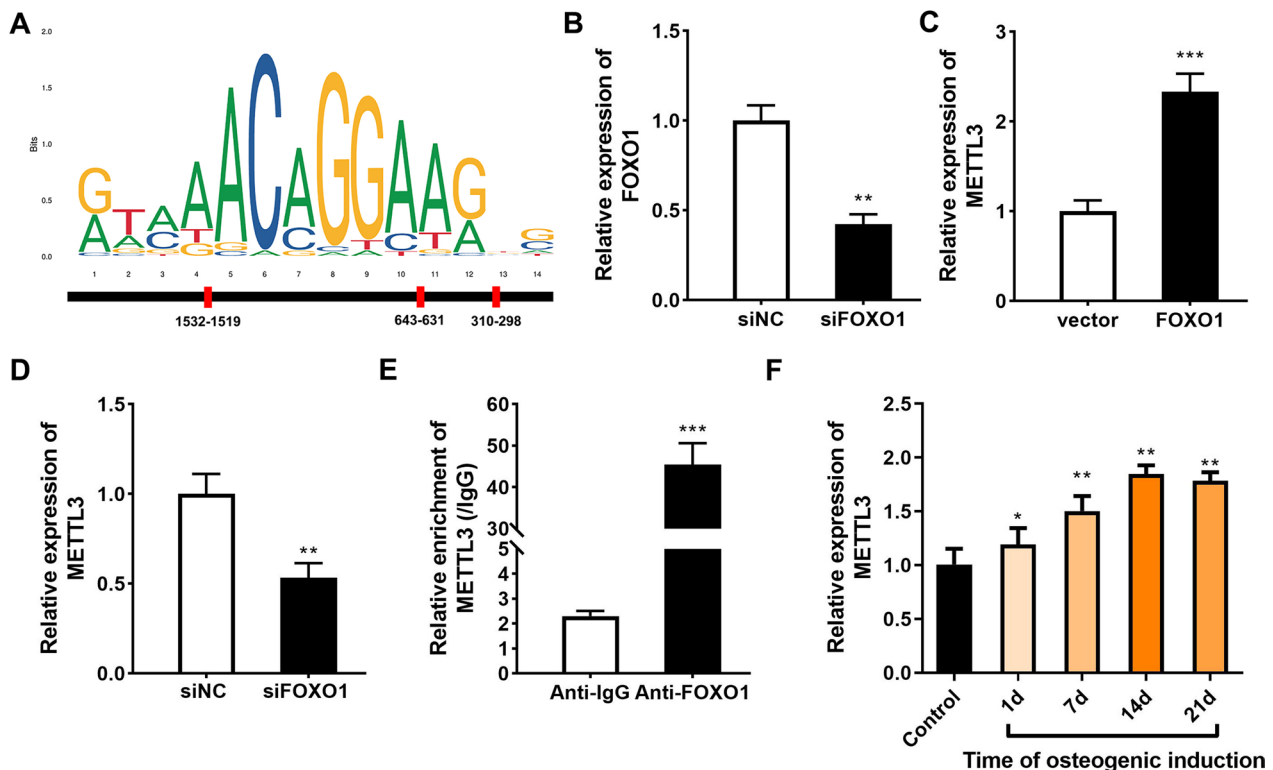 A
2.0
1.5
1.0
0.5
0.0
Bits
1 2 3 4 5 6 7 8 9 10 11 12 13 14
1532-1519 643-631 310-298
B
Relative expression of
FOXO1
1.5
1.0
0.5
0.0
**
siNC siFOXO1
C
Relative expression of
METTL3
3
2
1
0
***
vector FOXO1
D
Relative expression of
METTL3
1.5
1.0
0.5
0.0
**
siNC siFOXO1
E
Relative enrichment of
METTL3 (/IgG)
60
50
40
30
5
4
3
2
1
0
***
Anti-IgG Anti-FOXO1
F
Relative expression of
METTL3
2.5
2.0
1.5
1.0
0.5
0.0
* ** ** **
Control 1d 7d 14d 21d
Time of osteogenic induction